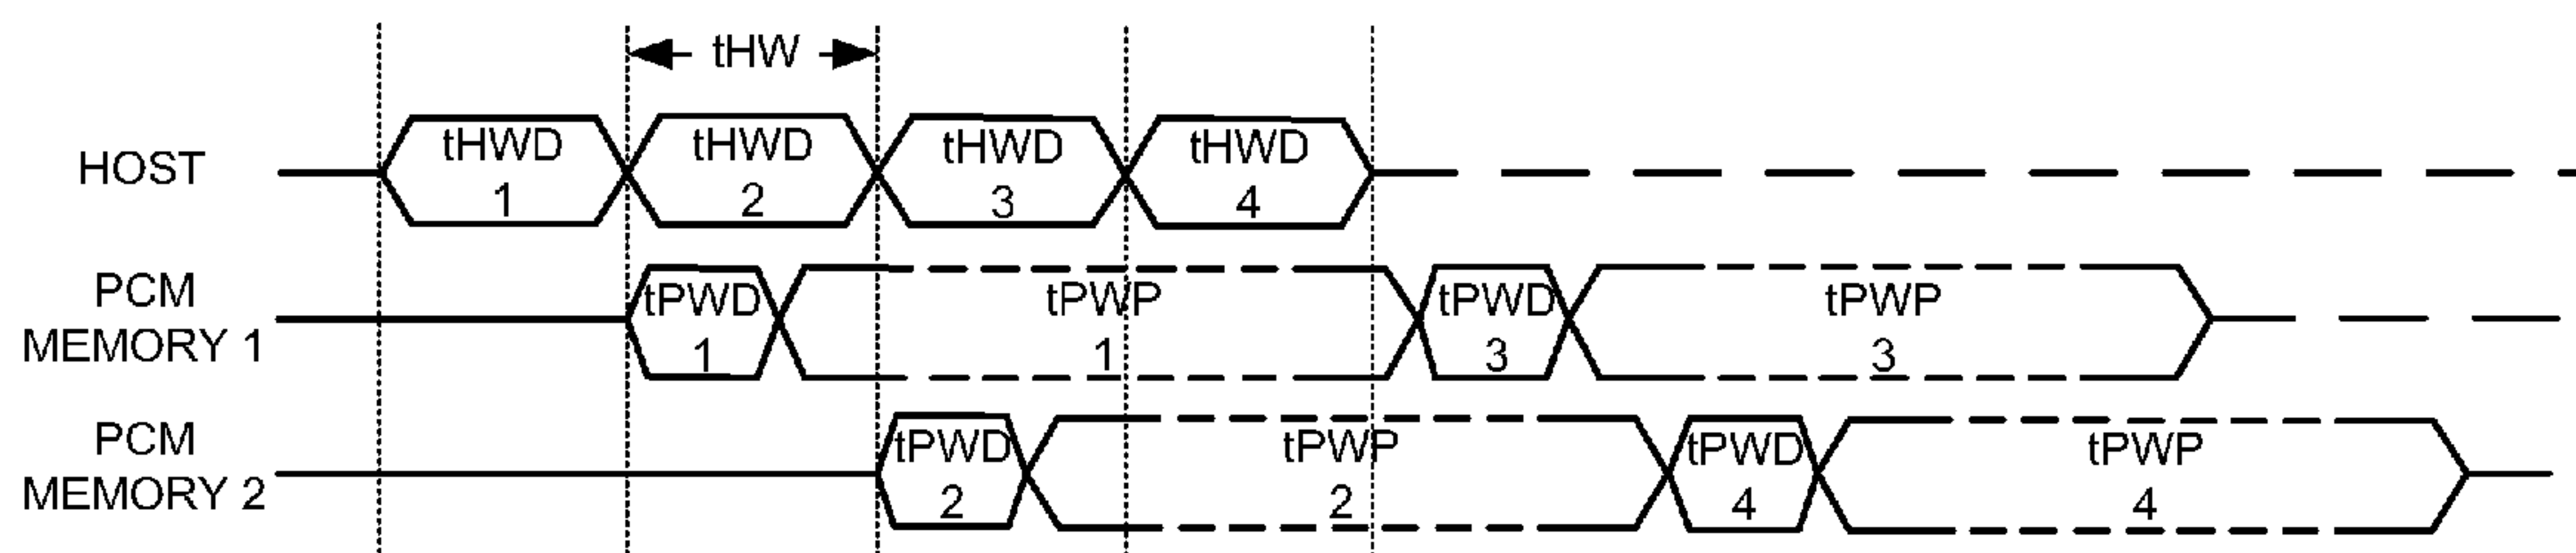 tHW
HOST
tHWD
1
tHWD
2
tHWD
3
tHWD
4
PCM
MEMORY 1
tPWD
1
tPWP
1
tPWD
3
tPWP
3
PCM
MEMORY 2
tPWD
2
tPWP
2
tPWD
4
tPWP
4